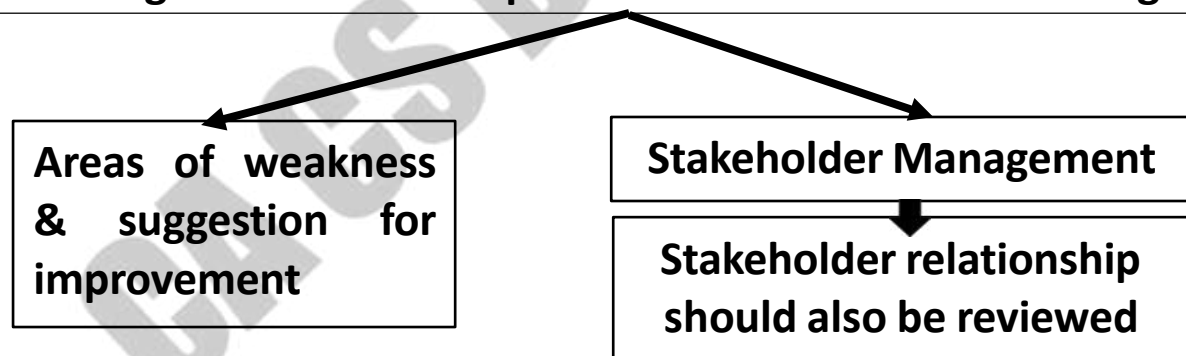 Areas of weakness
& suggestion for
improvement
Stakeholder Management
Stakeholder relationship
should also be reviewed